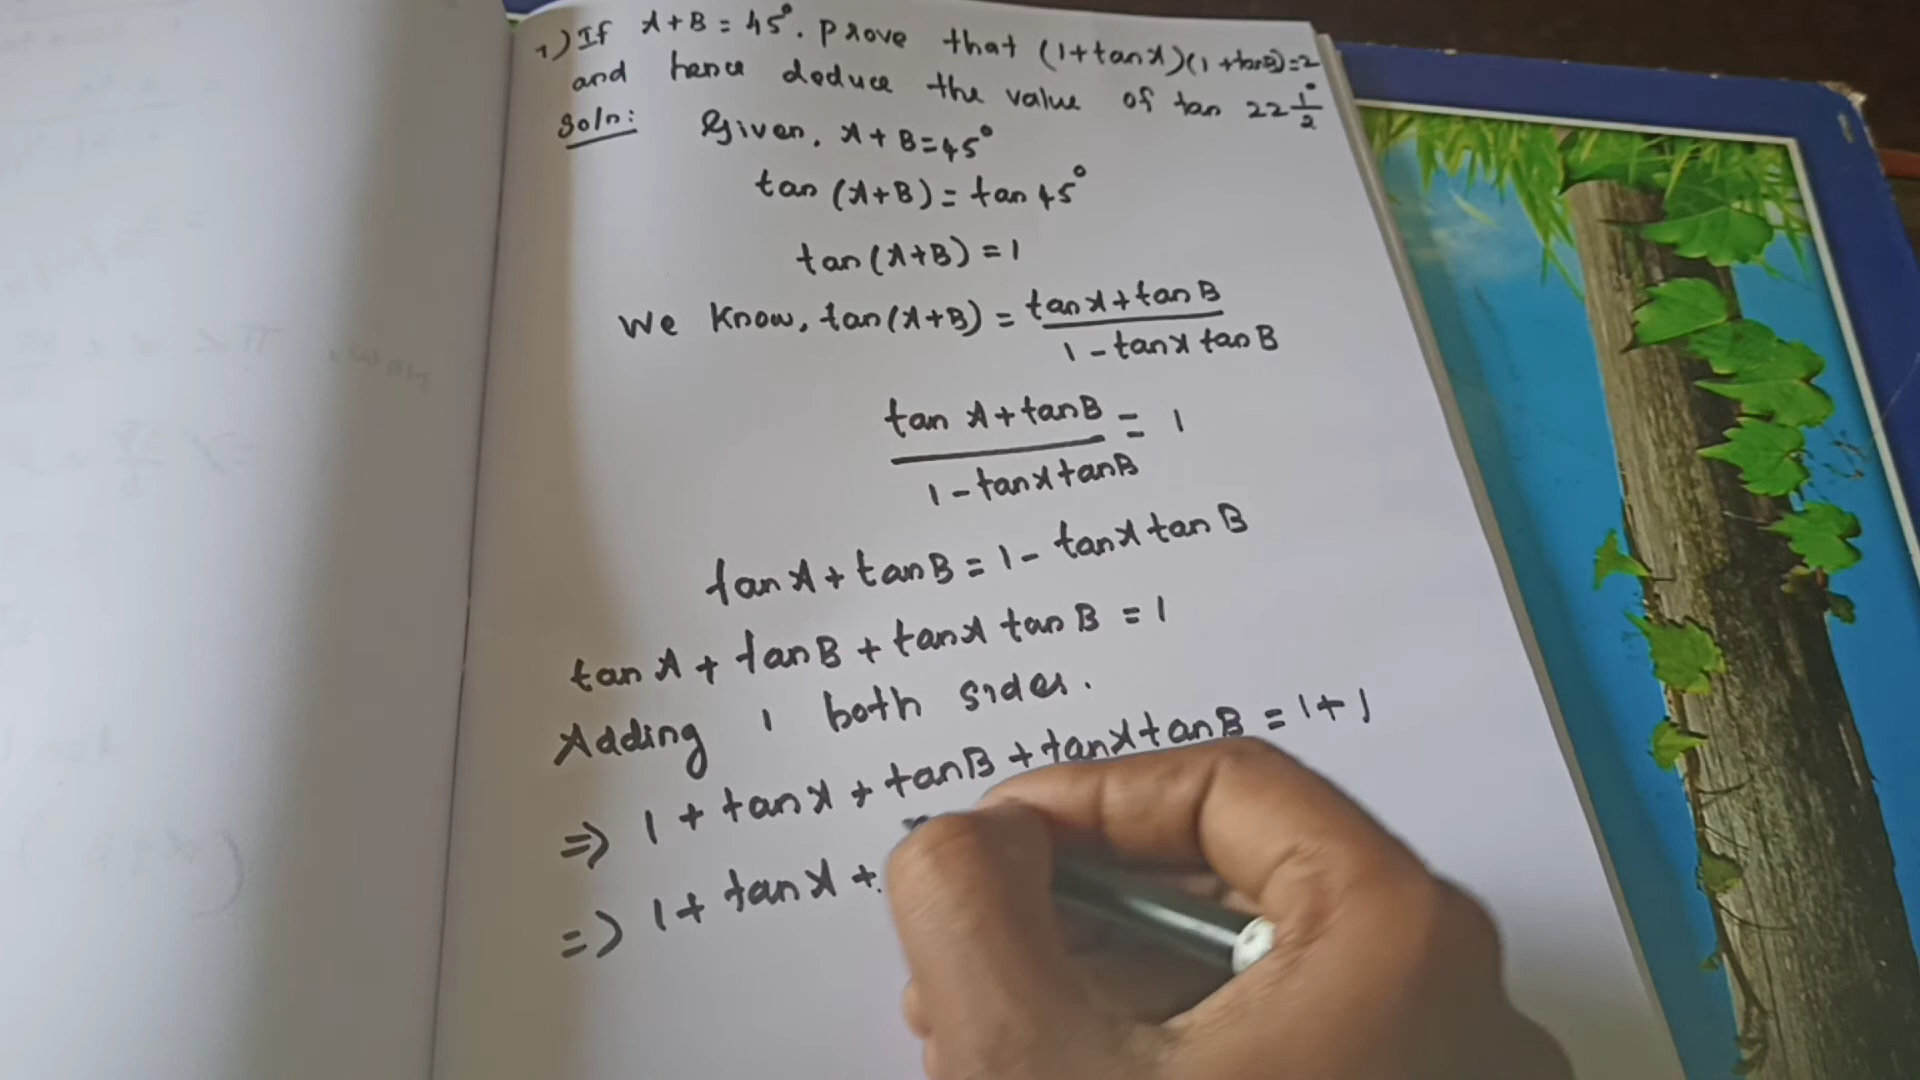 1) If A+B=45°. prove that (1+tanA)(1+tanB)=2
and hence deduce the value of tan 22 1/2°
Soln: Given, A+B=45°
tan (A+B) = tan 45°
tan (A+B) = 1
We know, tan(A+B) = tanA+tanB / 1-tanA tanB
tan A+tanB / 1-tanA tanB = 1
tanA+tanB=1-tanA tanB
tanA+tanB+tanA tanB=1
Adding 1 both sides.
⇒ 1+tanA+tanB+tanA tanB=1+1
⇒ 1+tanA+